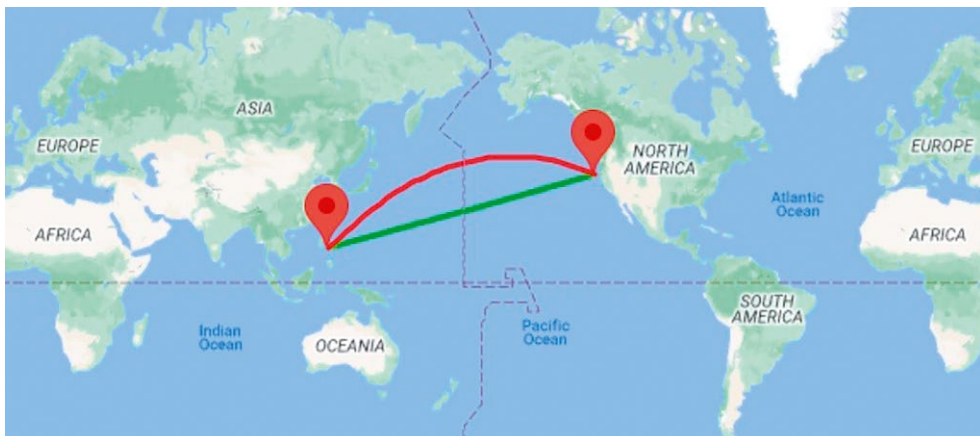 ASIA
EUROPE
NORTH
AMERICA
EUROPE
Atlantic
Ocean
AFRICA
AFRICA
SOUTH
AMERICA
Indian
Ocean
Pacific
Ocean
OCEANIA